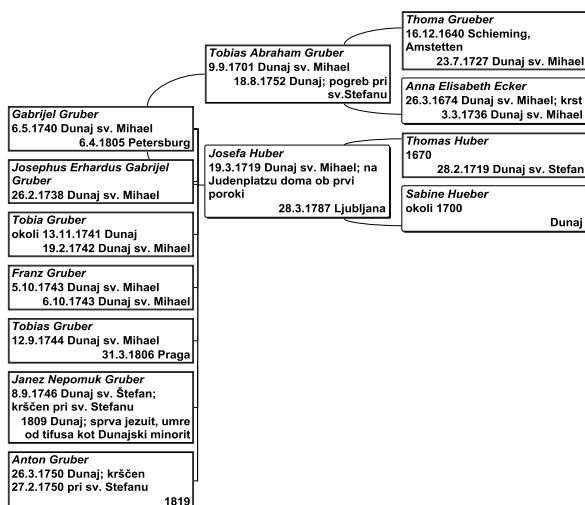 Thoma Grueber
16.12.1640 Schieming,
Amstetten
23.7.1727 Dunaj sv. Mihael
Tobias Abraham Gruber
9.9.1701 Dunaj sv. Mihael
18.8.1752 Dunaj; pogreb pri
sv.Stefanu
Anna Elisabeth Ecker
26.3.1674 Dunaj sv. Mihael; krst
3.3.1736 Dunaj sv. Mihael
Gabrijel Gruber
6.5.1740 Dunaj sv. Mihael
6.4.1805 Petersburg
Josefa Huber
19.3.1719 Dunaj sv. Mihael; na
Judenplatzu doma ob prvi
poroki
28.3.1787 Ljubljana
Thomas Huber
1670
28.2.1719 Dunaj sv. Stefan
Sabine Hueber
okoli 1700
Dunaj
Josephus Erhardus Gabrijel
Gruber
26.2.1738 Dunaj sv. Mihael
Tobia Gruber
okoli 13.11.1741 Dunaj
19.2.1742 Dunaj sv. Mihael
Franz Gruber
5.10.1743 Dunaj sv. Mihael
6.10.1743 Dunaj sv. Mihael
Tobias Gruber
12.9.1744 Dunaj sv. Mihael
31.3.1806 Praga
Janez Nepomuk Gruber
8.9.1746 Dunaj sv. Štefan;
krščen pri sv. Stefanu
1809 Dunaj; sprva jezuit, umre
od tifusa kot Dunajski minorit
Anton Gruber
26.3.1750 Dunaj; krščen
27.2.1750 pri sv. Stefanu
1819